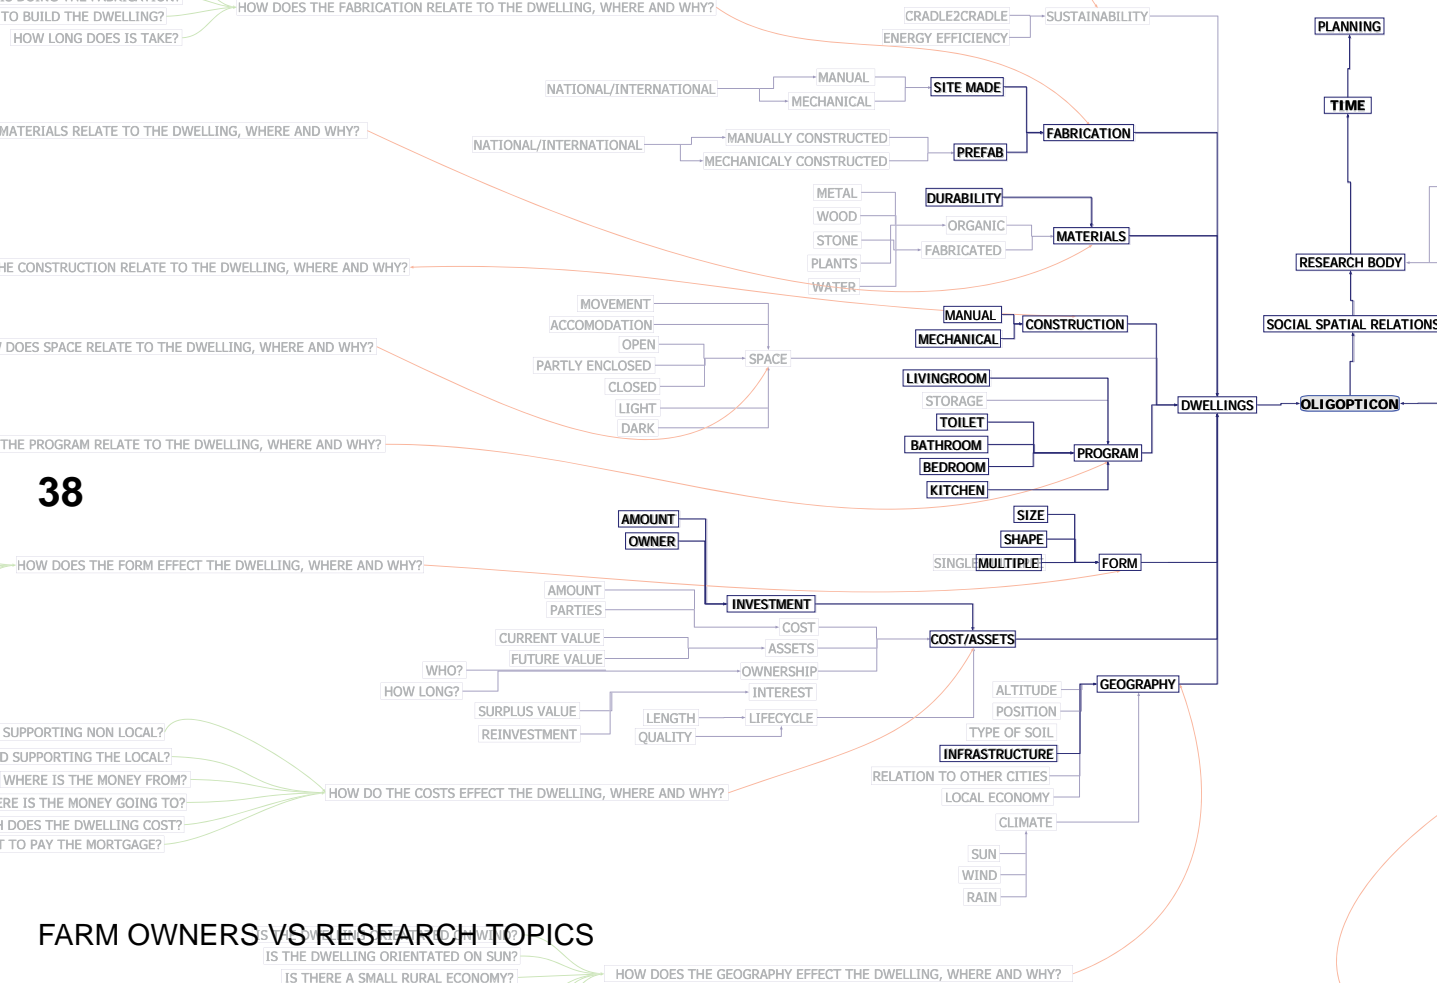 TO BUILD THE DWELLING?
HOW LONG DOES IS TAKE?
HOW DOES THE FABRICATION RELATE TO THE DWELLING, WHERE AND WHY?
CRADLE2CRADLE
ENERGY EFFICIENCY
SUSTAINABILITY
PLANNING
TIME
NATIONAL/INTERNATIONAL
MANUAL
MECHANICAL
SITE MADE
FABRICATION
NATIONAL/INTERNATIONAL
MANUALLY CONSTRUCTED
MECHANICALY CONSTRUCTED
PREFAB
MATERIALS RELATE TO THE DWELLING, WHERE AND WHY?
METAL
WOOD
STONE
PLANTS
WATER
DURABILITY
ORGANIC
FABRICATED
MATERIALS
RESEARCH BODY
HE CONSTRUCTION RELATE TO THE DWELLING, WHERE AND WHY?
MOVEMENT
ACCOMODATION
OPEN
PARTLY ENCLOSED
CLOSED
LIGHT
DARK
SPACE
MANUAL
MECHANICAL
CONSTRUCTION
SOCIAL SPATIAL RELATIONS
DOES SPACE RELATE TO THE DWELLING, WHERE AND WHY?
LIVINGROOM
STORAGE
TOILET
BATHROOM
BEDROOM
KITCHEN
PROGRAM
DWELLINGS
OLIGOPTICON
THE PROGRAM RELATE TO THE DWELLING, WHERE AND WHY?
38
AMOUNT
OWNER
SIZE
SHAPE
SINGLE
MULTIPLE
FORM
HOW DOES THE FORM EFFECT THE DWELLING, WHERE AND WHY?
AMOUNT
PARTIES
INVESTMENT
COST
CURRENT VALUE
FUTURE VALUE
ASSETS
COST/ASSETS
WHO?
HOW LONG?
OWNERSHIP
INTEREST
SURPLUS VALUE
REINVESTMENT
LENGTH
QUALITY
LIFECYCLE
GEOGRAPHY
ALTITUDE
POSITION
TYPE OF SOIL
INFRASTRUCTURE
RELATION TO OTHER CITIES
LOCAL ECONOMY
CLIMATE
SUN
WIND
RAIN
SUPPORTING NON LOCAL?
D SUPPORTING THE LOCAL?
WHERE IS THE MONEY FROM?
ERE IS THE MONEY GOING TO?
H DOES THE DWELLING COST?
T TO PAY THE MORTGAGE?
HOW DO THE COSTS EFFECT THE DWELLING, WHERE AND WHY?
FARM OWNERS VS RESEARCH TOPICS
IS THE DWELLING ORIENTATED ON WIND?
IS THE DWELLING ORIENTATED ON SUN?
IS THERE A SMALL RURAL ECONOMY?
HOW DOES THE GEOGRAPHY EFFECT THE DWELLING, WHERE AND WHY?